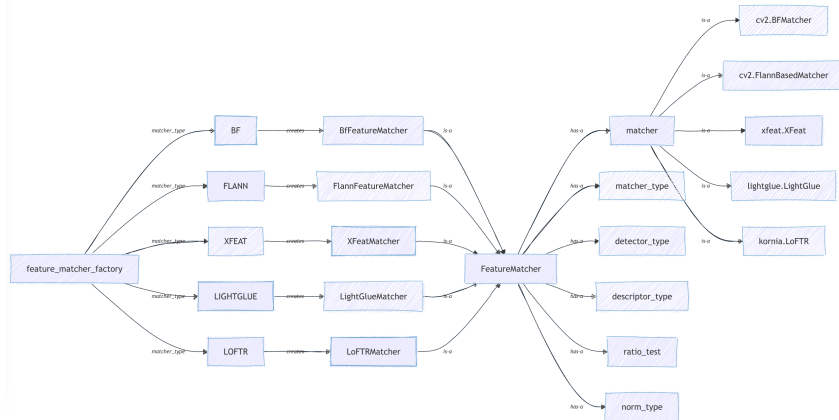 feature_matcher_factory
matcher_type
BF
creates
BfFeatureMatcher
is-a
matcher_type
FLANN
creates
FlannFeatureMatcher
is-a
matcher_type
XFEAT
creates
XFeatMatcher
is-a
matcher_type
LIGHTGLUE
creates
LightGlueMatcher
is-a
matcher_type
LOFTR
creates
LoFTRMatcher
is-a
FeatureMatcher
has-a
matcher
has-a
matcher_type
has-a
detector_type
has-a
descriptor_type
has-a
ratio_test
has-a
norm_type
is-a
cv2.BFMatcher
is-a
cv2.FlannBasedMatcher
is-a
xfeat.XFeat
is-a
lightglue.LightGlue
is-a
kornia.LoFTR